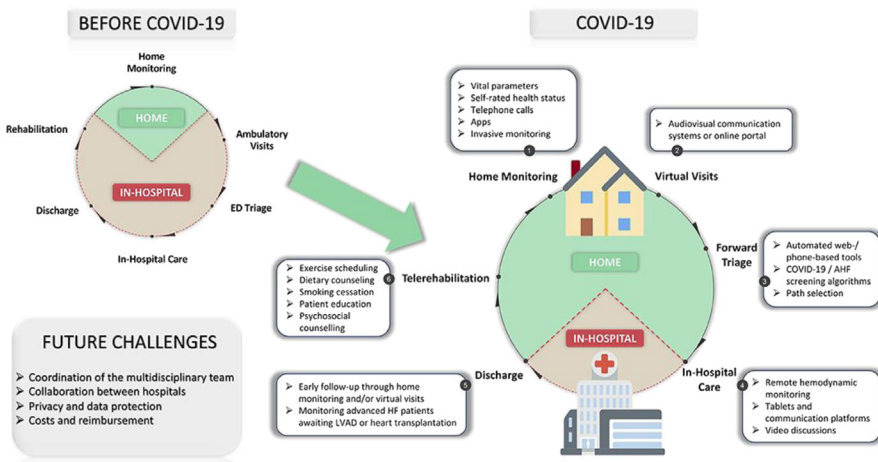 BEFORE COVID-19
Home
Monitoring
HOME
Rehabilitation
Ambulatory
Visits
IN-HOSPITAL
Discharge
ED Triage
In-Hospital Care
FUTURE CHALLENGES
➢ Coordination of the multidisciplinary team
➢ Collaboration between hospitals
➢ Privacy and data protection
➢ Costs and reimbursement
COVID-19
➢ Vital parameters
➢ Self-rated health status
➢ Telephone calls
➢ Apps
➢ Invasive monitoring
1
Home Monitoring
➢ Audiovisual communication
systems or online portal
2
Virtual Visits
Forward
Triage
➢ Automated web-/
phone-based tools
➢ COVID-19 / AHF
screening algorithms
➢ Path selection
3
HOME
IN-HOSPITAL
In-Hospital
Care
4
➢ Remote hemodynamic
monitoring
➢ Tablets and
communication platforms
➢ Video discussions
Discharge
5
➢ Early follow-up through home
monitoring and/or virtual visits
➢ Monitoring advanced HF patients
awaiting LVAD or heart transplantation
Telerehabilitation
6
➢ Exercise scheduling
➢ Dietary counseling
➢ Smoking cessation
➢ Patient education
➢ Psychosocial
counselling